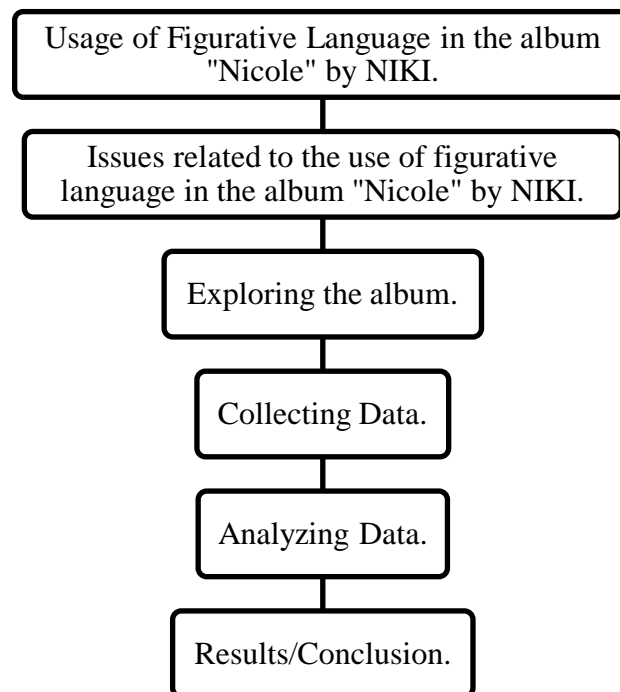 Usage of Figurative Language in the album
"Nicole" by NIKI.
Issues related to the use of figurative
language in the album "Nicole" by NIKI.
Exploring the album.
Collecting Data.
Analyzing Data.
Results/Conclusion.